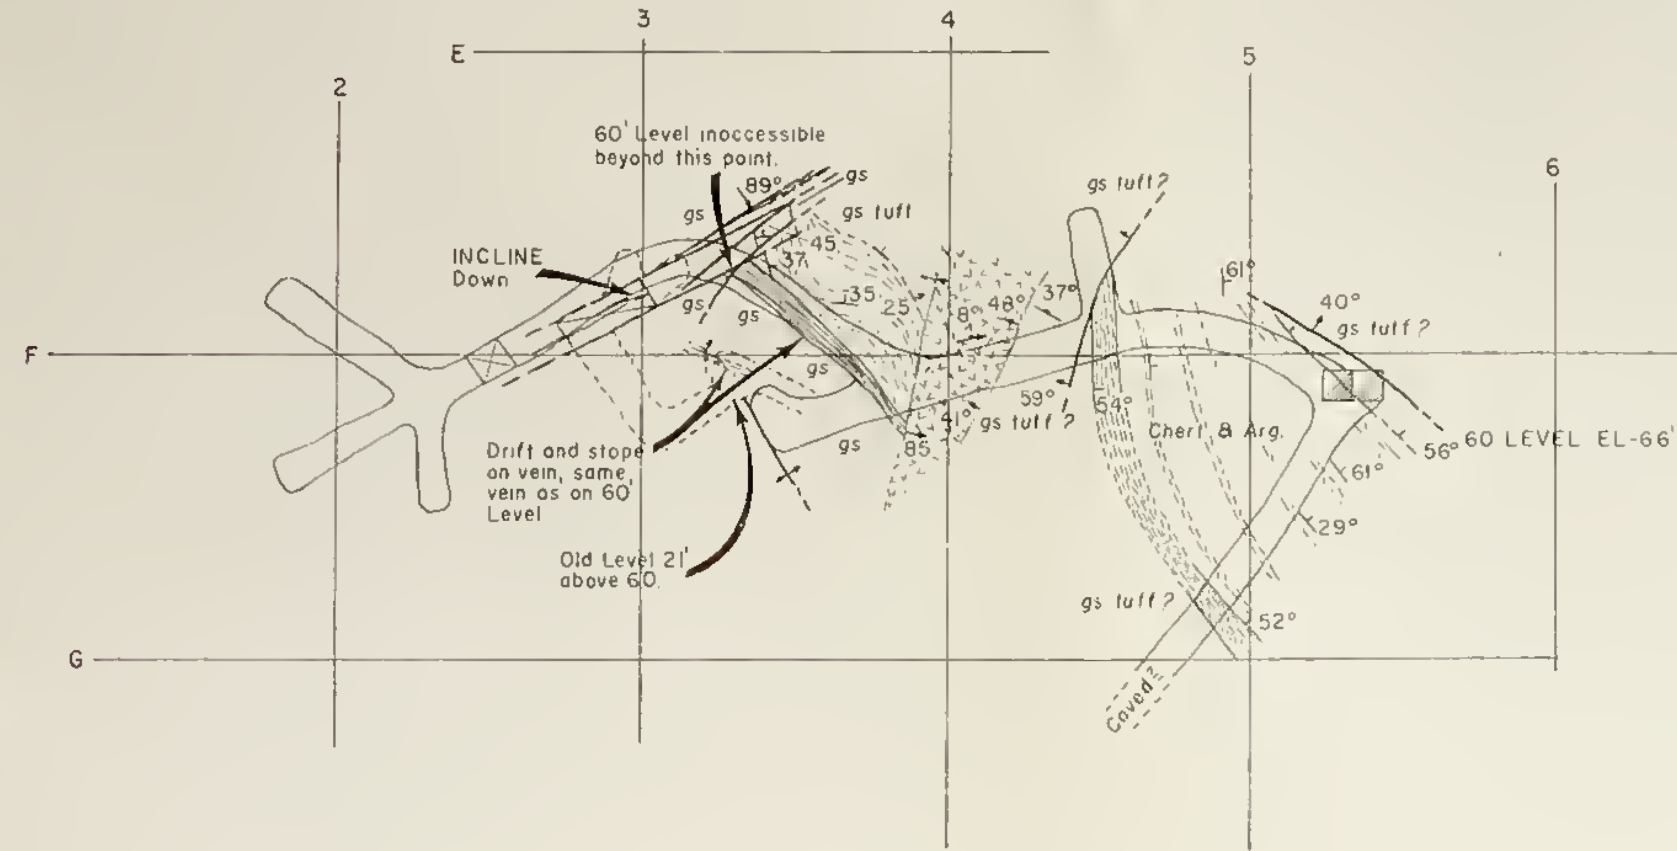 3
4
E
5
2
60' Level inaccessible
beyond this point.
6
89°
gs
gs tuff?
gs
gs tuff
45
INCLINE
Down
37
61°
35
25
8°
48°
37°
40°
gs
gs
gs tuff?
F
gs
59°
54°
41°
gs tuff?
Chert & Arg.
gs
85
56°
60 LEVEL EL-66'
Drift and stope
on vein, same
vein as on 60'
Level
61°
29°
Old Level 21'
above 60.
gs tuff?
52°
G
Caved?